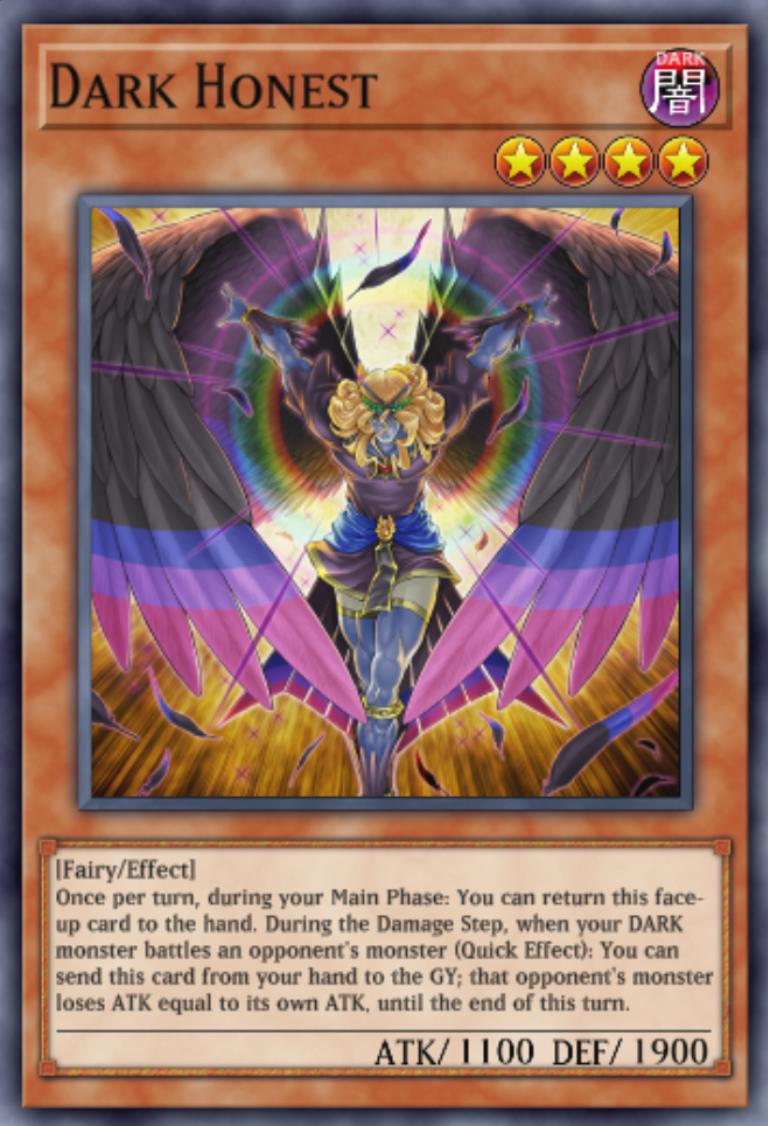 Dark Honest
DARK
闇
[Fairy/Effect]
Once per turn, during your Main Phase: You can return this face-
up card to the hand. During the Damage Step, when your DARK
monster battles an opponent's monster (Quick Effect): You can
send this card from your hand to the GY; that opponent's monster
loses ATK equal to its own ATK, until the end of this turn.
ATK/ 1100 DEF/ 1900